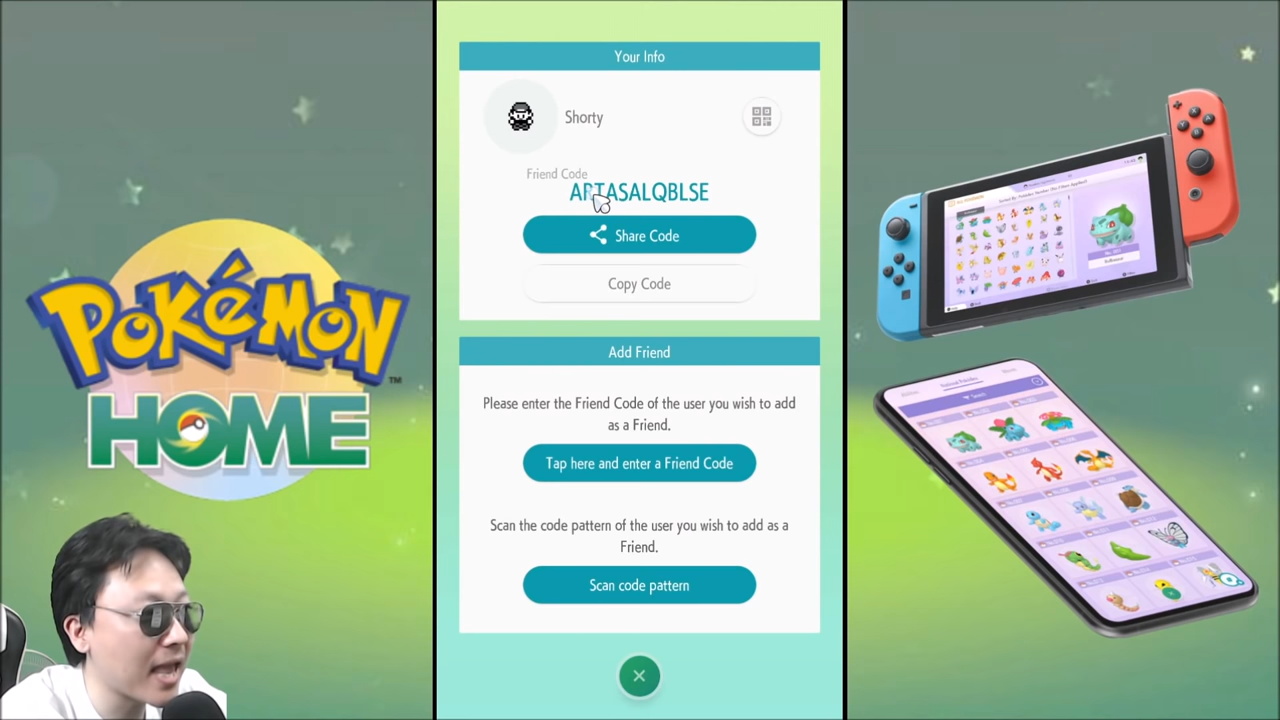 Your Info
Shorty
Friend Code
ARTASALQBLSE
Share Code
Copy Code
Add Friend
Please enter the Friend Code of the user you wish to add
as a Friend.
Tap here and enter a Friend Code
Scan the code pattern of the user you wish to add as a
Friend.
Scan code pattern
POKéMON
TM
HOME